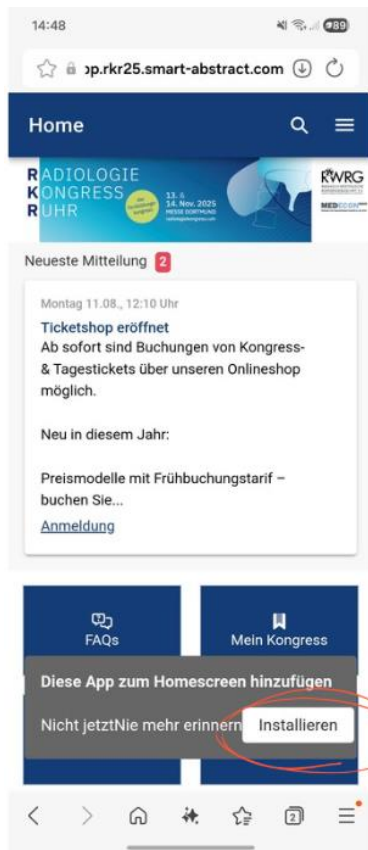 14:48
89
op.rkr25.smart-abstract.com
Home
RADIOLOGIE
KONGRESS
RUHR
13. &
14. Nov. 2025
MESSE DORTMUND
RWRG
MEDECON
Neueste Mitteilung 2
Montag 11.08., 12:10 Uhr
Ticketshop eröffnet
Ab sofort sind Buchungen von Kongress-
& Tagestickets über unseren Onlineshop
möglich.
Neu in diesem Jahr:
Preismodelle mit Frühbuchungstarif –
buchen Sie...
Anmeldung
FAQs
Mein Kongress
Diese App zum Homescreen hinzufügen
Nicht jetztNie mehr erinnern Installieren
2